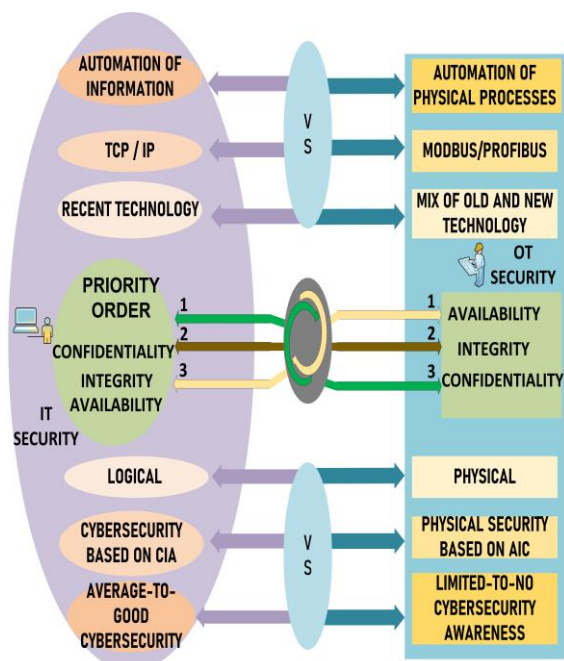 AUTOMATION OF
INFORMATION
V
S
AUTOMATION OF
PHYSICAL PROCESSES
TCP / IP
MODBUS/PROFIBUS
RECENT TECHNOLOGY
MIX OF OLD AND NEW
TECHNOLOGY
OT
SECURITY
PRIORITY
ORDER
1
1
AVAILABILITY
CONFIDENTIALITY
2
2
INTEGRITY
INTEGRITY
3
3
CONFIDENTIALITY
AVAILABILITY
IT
SECURITY
LOGICAL
PHYSICAL
CYBERSECURITY
BASED ON CIA
V
S
PHYSICAL SECURITY
BASED ON AIC
AVERAGE-TO-
GOOD
CYBERSECURITY
LIMITED-TO-NO
CYBERSECURITY
AWARENESS